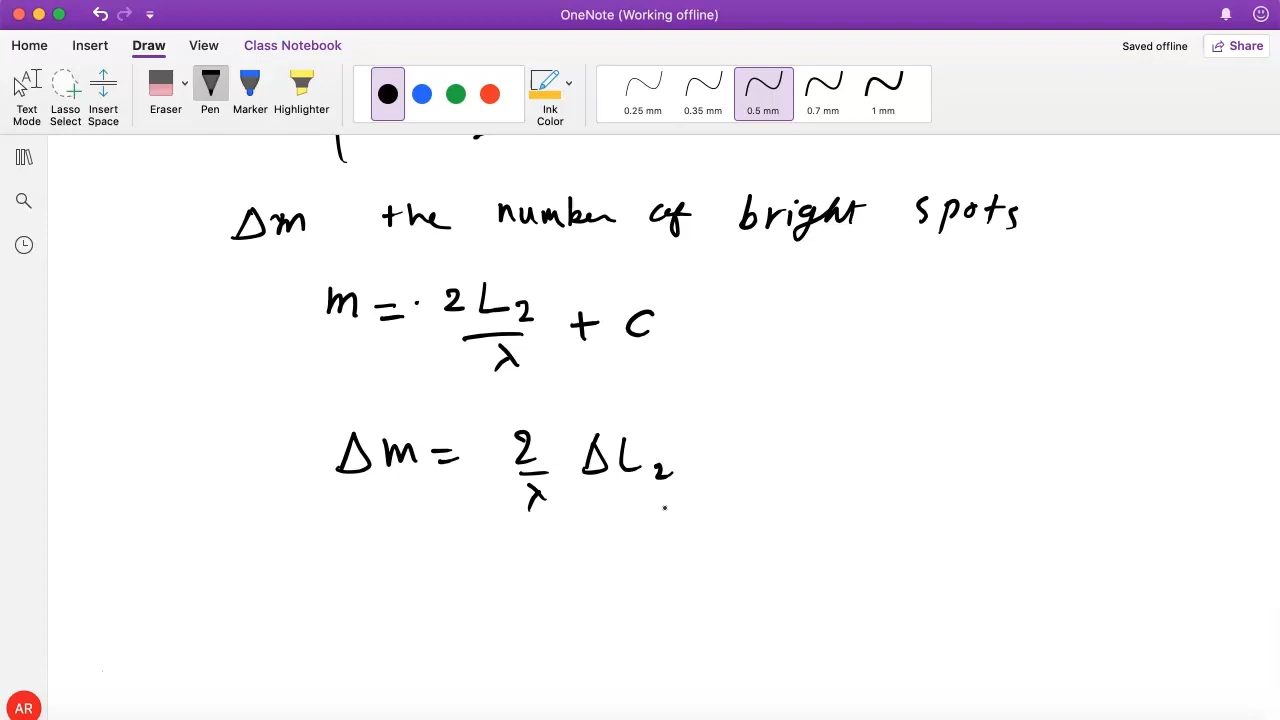 OneNote (Working offline)
Home Insert Draw View Class Notebook Saved offline Share
Text Mode Lasso Select Insert Space Eraser Pen Marker Highlighter Ink Color 0.25 mm 0.35 mm 0.5 mm 0.7 mm 1 mm
Δm the number of bright spots
m = 2L₂/λ + C
Δm = 2/λ ΔL₂
AR